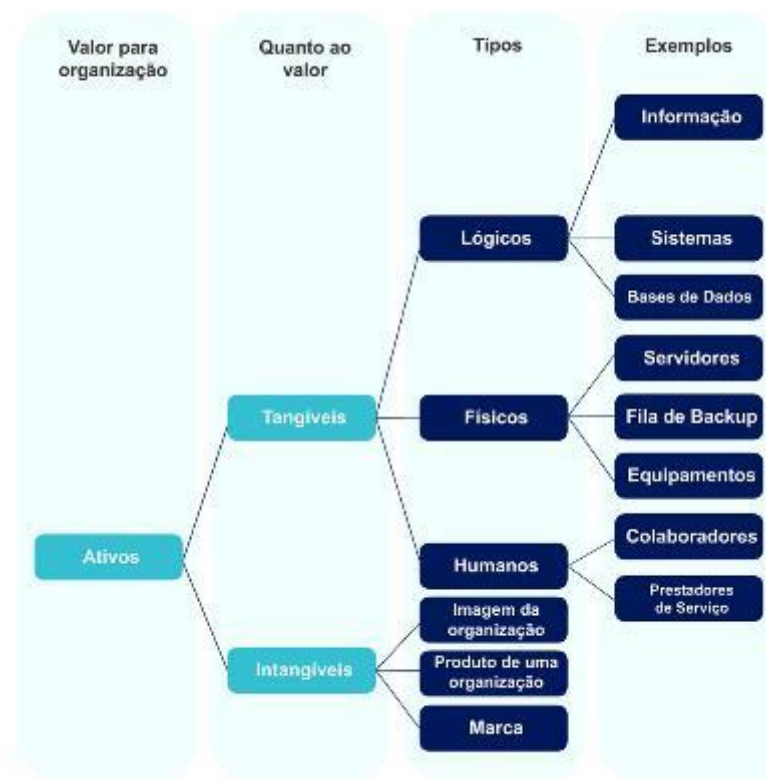 Valor para
organização
Quanto ao
valor
Tipos
Exemplos
Informação
Lógicos
Sistemas
Bases de Dados
Servidores
Tangíveis
Físicos
Fila de Backup
Equipamentos
Colaboradores
Ativos
Humanos
Prestadores
de Serviço
Imagem da
organização
Intangíveis
Produto de uma
organização
Marca